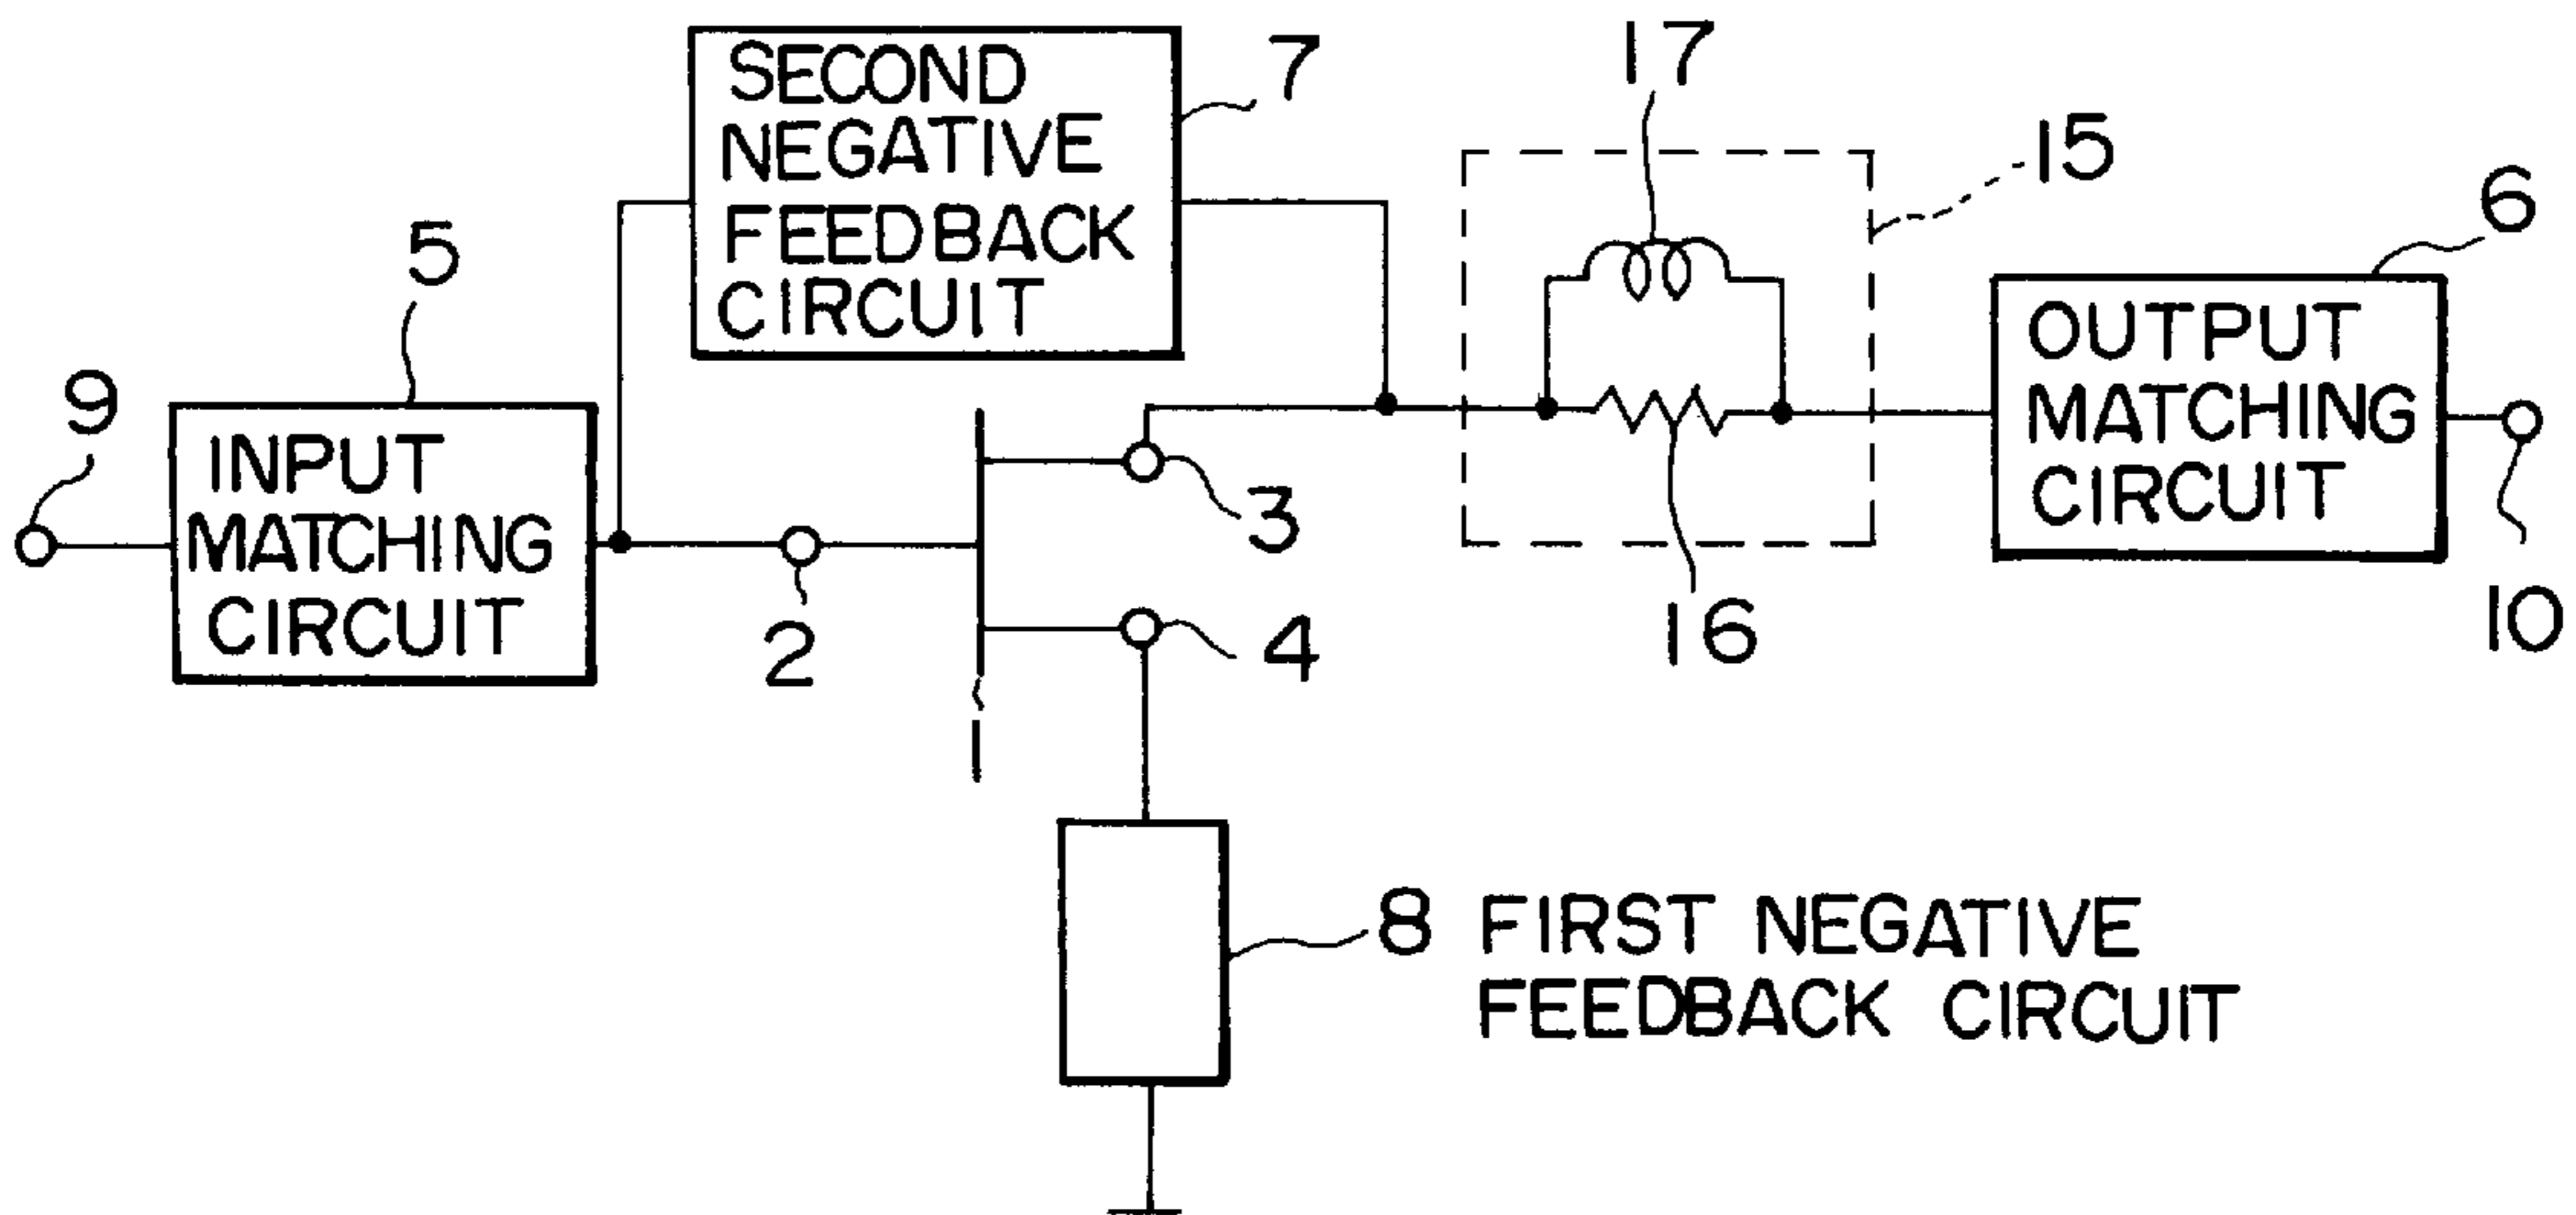 SECOND
NEGATIVE
FEEDBACK
CIRCUIT
7
17
15
6
5
9
INPUT
MATCHING
CIRCUIT
OUTPUT
MATCHING
CIRCUIT
2
3
4
1
16
10
8 FIRST NEGATIVE
FEEDBACK CIRCUIT